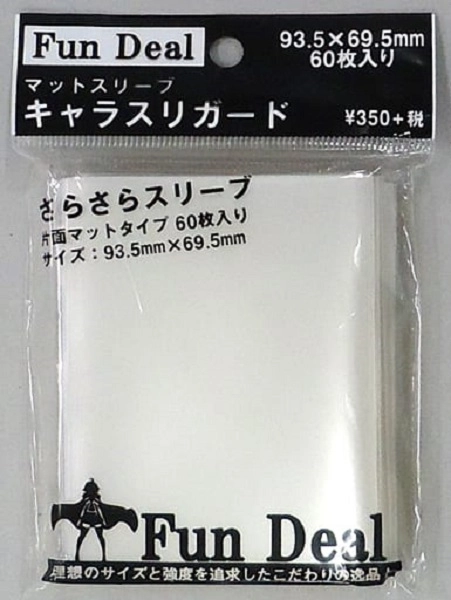 Fun Deal
93.5×69.5mm
60枚入り
マットスリーブ
キャラスリガード
¥350+税
さらさらスリーブ
片面マットタイプ 60枚入り
サイズ：93.5mm×69.5mm
Fun Deal
理想のサイズと強度を追求したこだわりの逸品